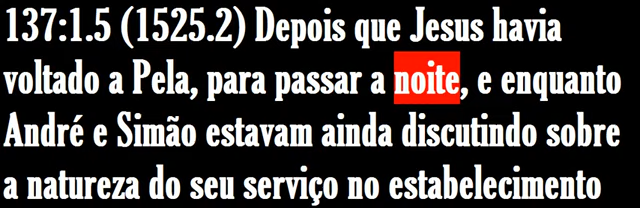 137:1.5 (1525.2) Depois que Jesus havia
voltado a Pela, para passar a noite, e enquanto
André e Simão estavam ainda discutindo sobre
a natureza do seu serviço no estabelecimento